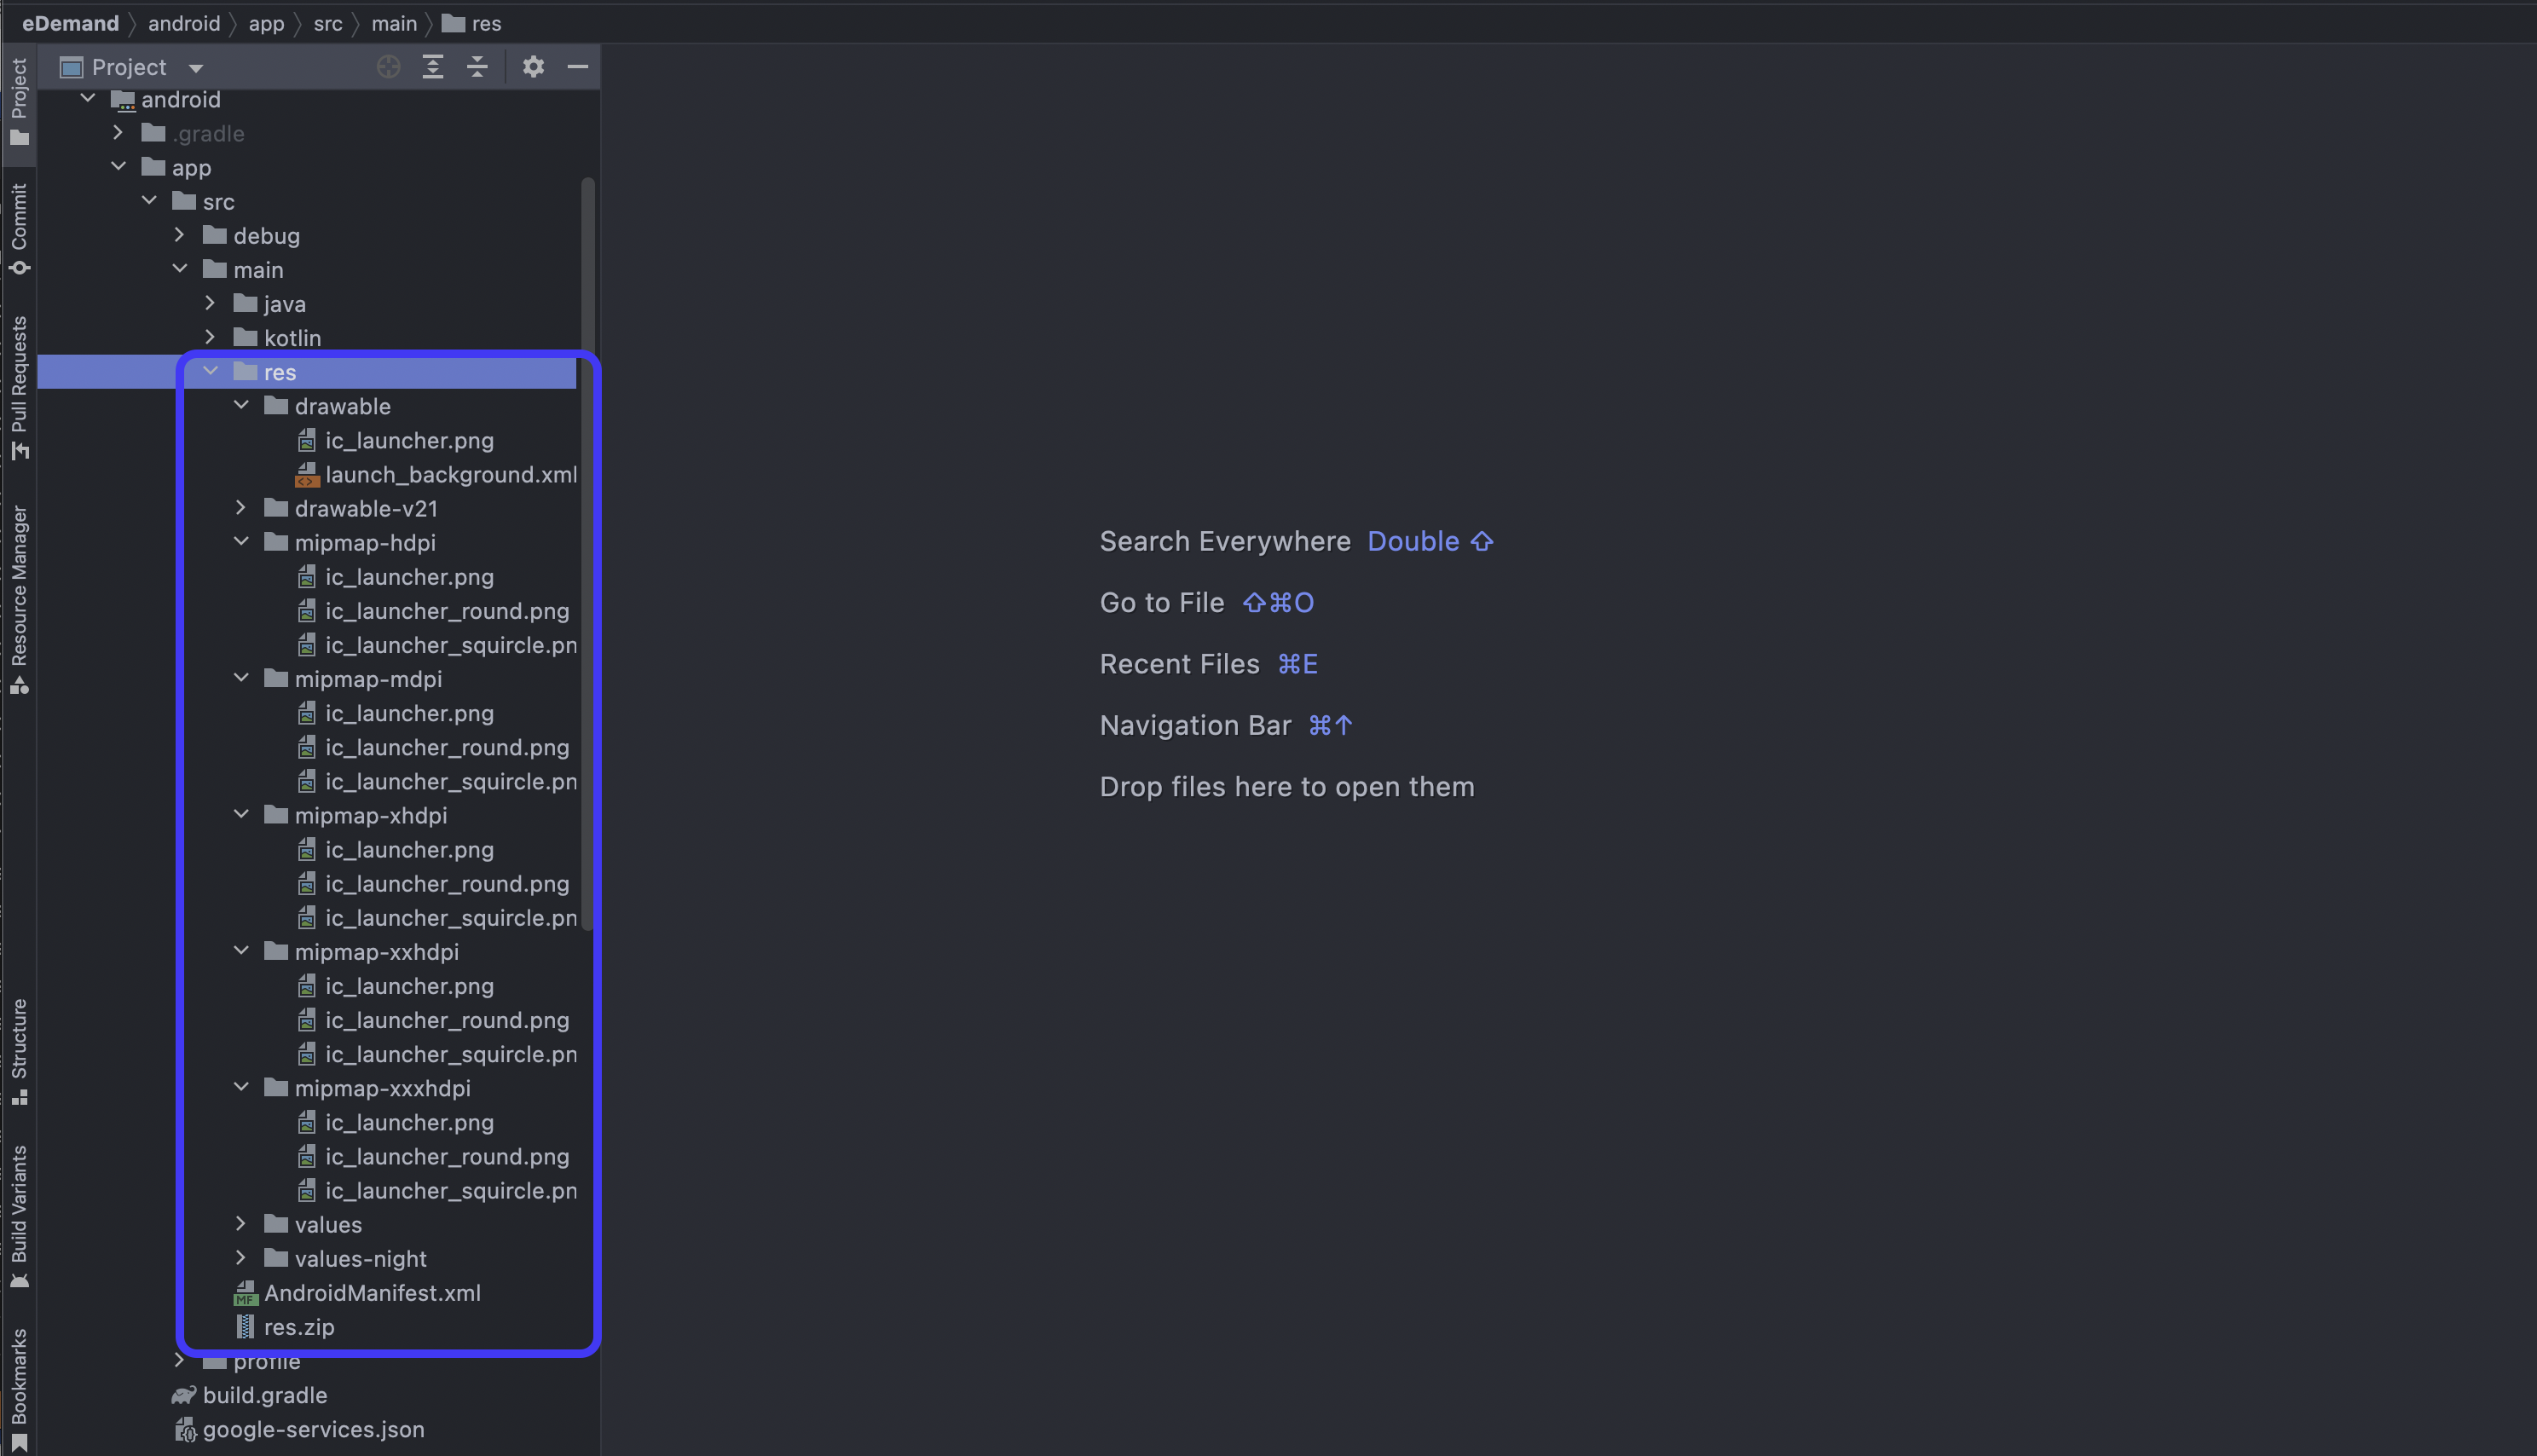 eDemand android app src main res
Project
android
.gradle
app
src
debug
main
java
kotlin
res
drawable
ic_launcher.png
launch_background.xml
drawable-v21
mipmap-hdpi
ic_launcher.png
ic_launcher_round.png
ic_launcher_squircle.pn
mipmap-mdpi
ic_launcher.png
ic_launcher_round.png
ic_launcher_squircle.pn
mipmap-xhdpi
ic_launcher.png
ic_launcher_round.png
ic_launcher_squircle.pn
mipmap-xxhdpi
ic_launcher.png
ic_launcher_round.png
ic_launcher_squircle.pn
mipmap-xxxhdpi
ic_launcher.png
ic_launcher_round.png
ic_launcher_squircle.pn
values
values-night
MF AndroidManifest.xml
res.zip
profile
build.gradle
google-services.json
Project
Commit
Pull Requests
Resource Manager
Structure
Build Variants
Bookmarks
Search Everywhere Double ⇧
Go to File ⇧⌘O
Recent Files ⌘E
Navigation Bar ⌘↑
Drop files here to open them